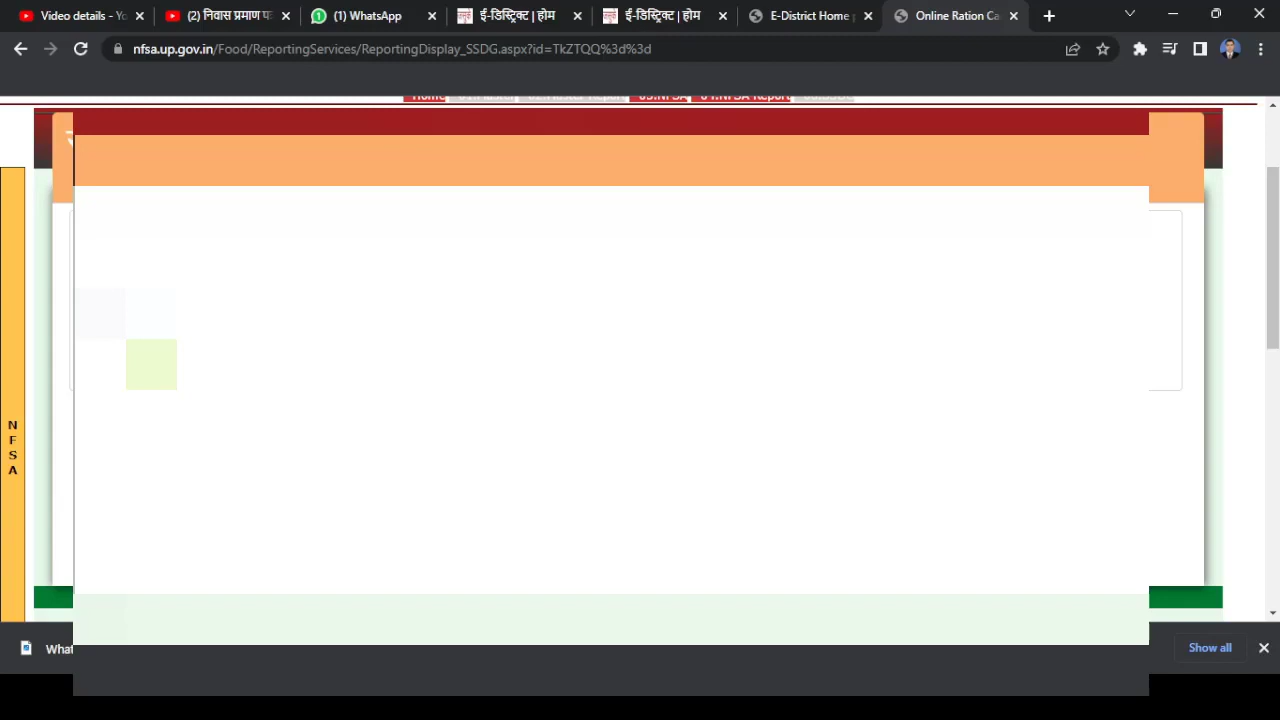 Video details - Yo
(2) निवास प्रमाण प
(1) WhatsApp
ई-डिस्ट्रिक्ट | होम
ई-डिस्ट्रिक्ट | होम
E-District Home
Online Ration Ca
nfsa.up.gov.in/Food/ReportingServices/ReportingDisplay_SSDG.aspx?id=TkZTQQ%3d%3d
N
F
S
A
What
Show all